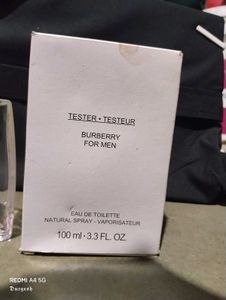 TESTER • TESTEUR
BURBERRY
FOR MEN
EAU DE TOILETTE
NATURAL SPRAY - VAPORISATEUR
100 ml • 3.3 FL. OZ.
REDMI A4 5G
Durgesh